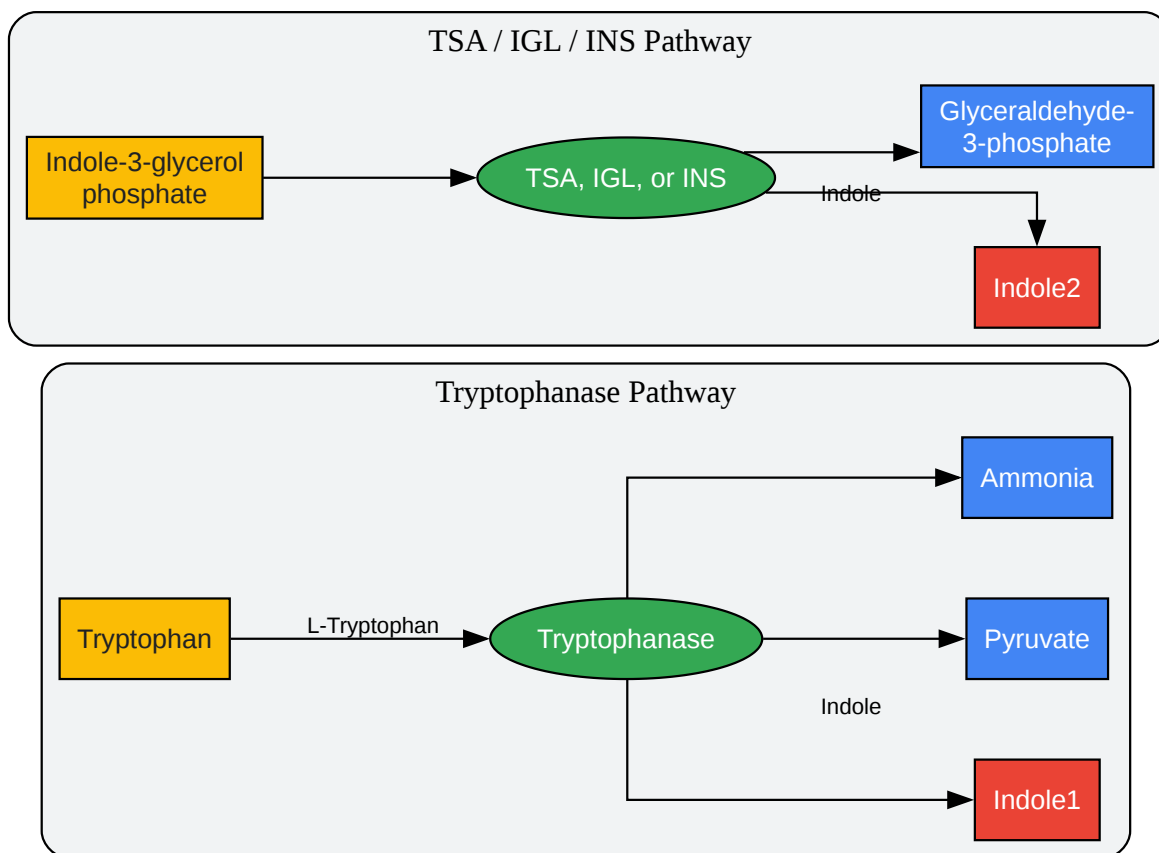 TSA / IGL / INS Pathway
Indole-3-glycerol
phosphate
TSA, IGL, or INS
Glyceraldehyde-
3-phosphate
Indole
Indole2
Tryptophanase Pathway
Ammonia
Tryptophan
L-Tryptophan
Tryptophanase
Pyruvate
Indole
Indole1